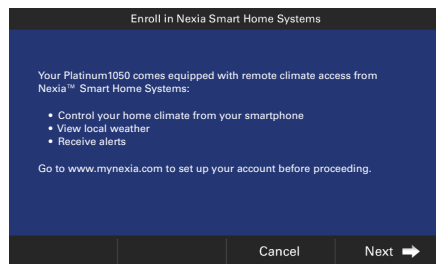 Enroll in Nexia Smart Home Systems
Your Platinum1050 comes equipped with remote climate access from
Nexia™ Smart Home Systems:
• Control your home climate from your smartphone
• View local weather
• Receive alerts
Go to www.mynexia.com to set up your account before proceeding.
Cancel
Next